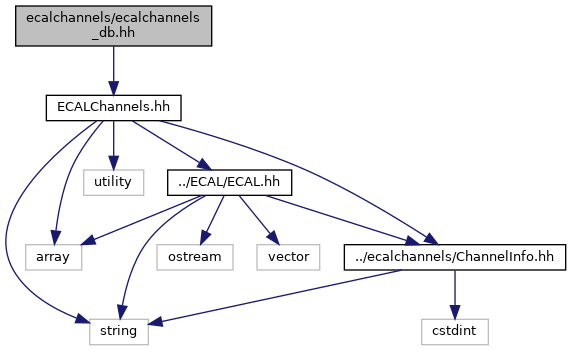 ecalchannels/ecalchannels
_db.hh
ECALChannels.hh
utility
../ECAL/ECAL.hh
array
ostream
vector
../ecalchannels/ChannelInfo.hh
string
cstdint